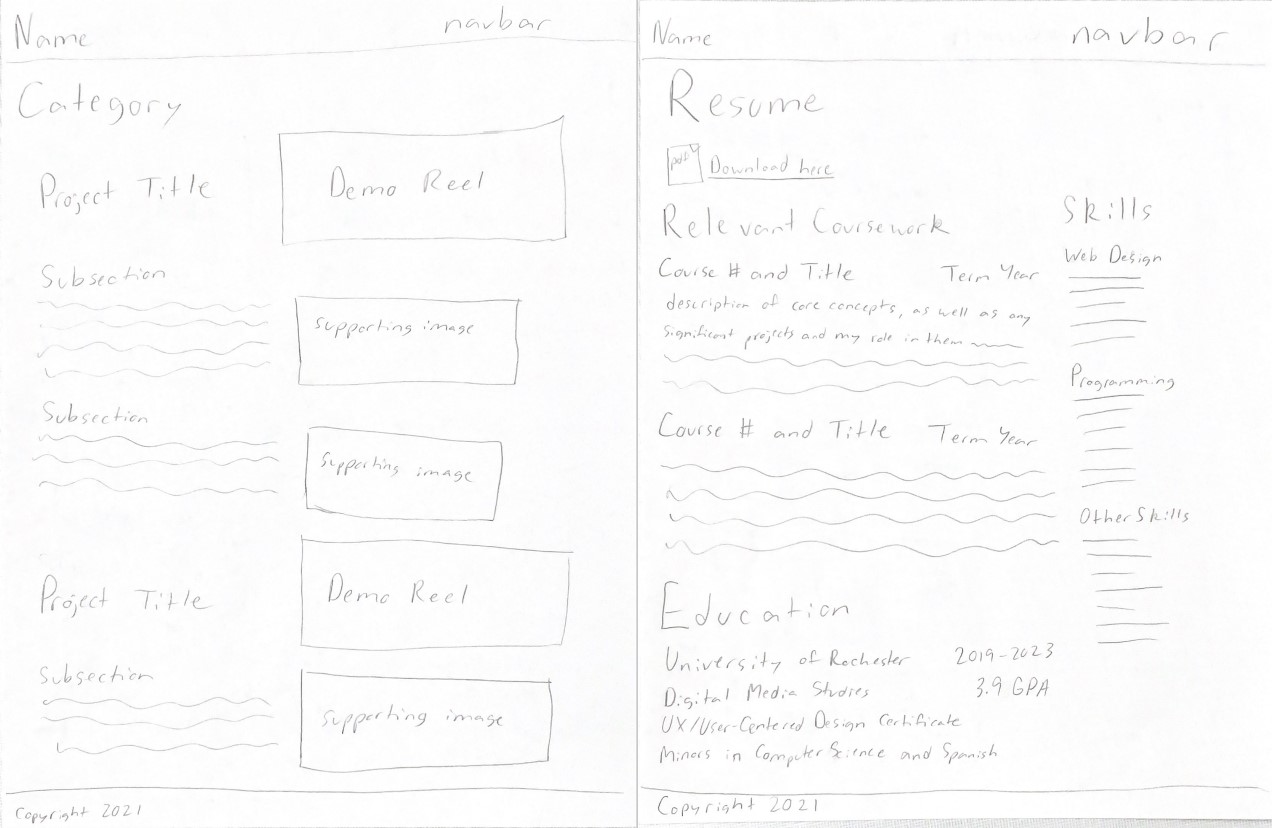 Name navbar
Category
Project Title
Demo Reel
Subsection
Supporting image
Subsection
Supporting image
Project Title
Demo Reel
Subsection
Supporting image
Copyright 2021
Name navbar
Resume
pdf Download here
Relevant Coursework
Course # and Title Term Year
description of core concepts, as well as any
significant projects and my role in them
Course # and Title Term Year
Skills
Web Design
Programming
Other Skills
Education
University of Rochester 2019-2023
Digital Media Studies 3.9 GPA
UX/User-Centered Design Certificate
Minors in Computer Science and Spanish
Copyright 2021